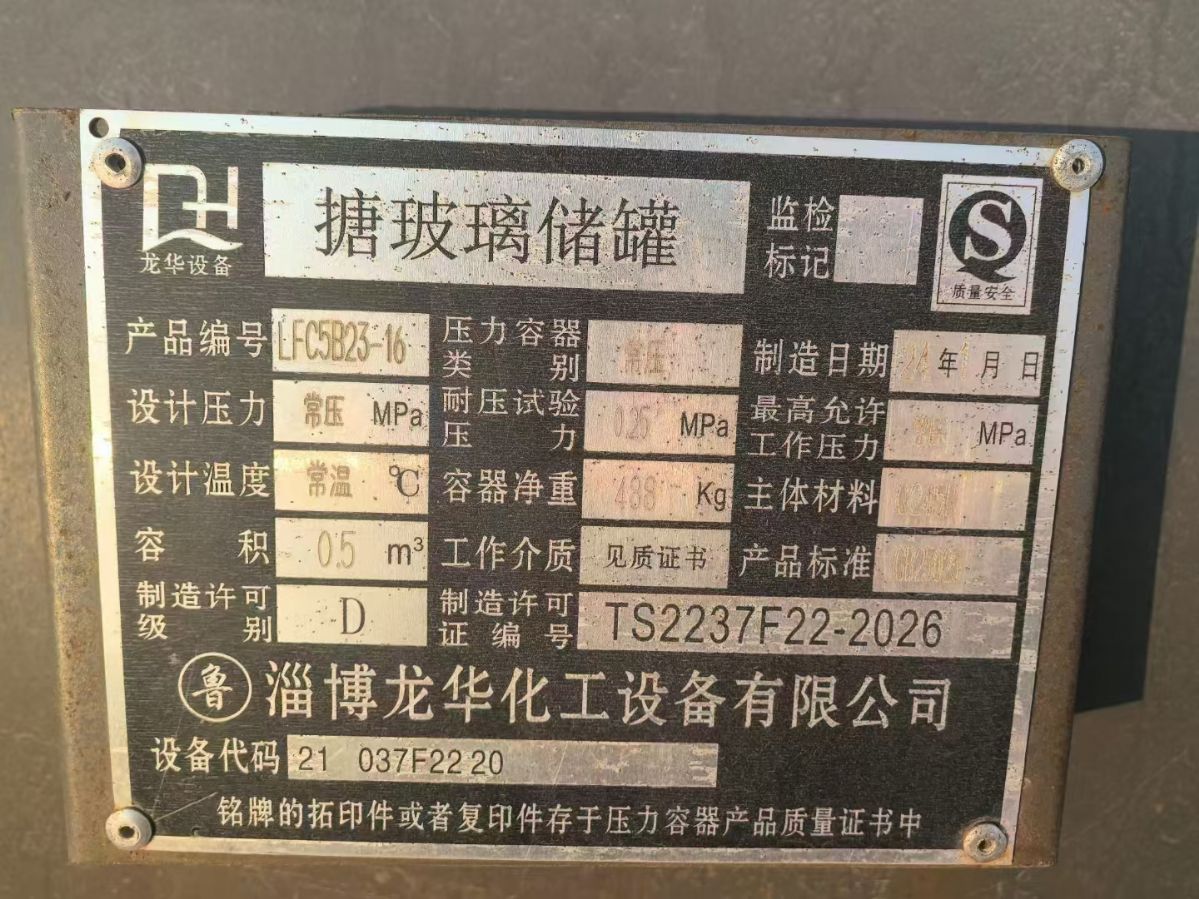 搪玻璃储罐
监检标记
龙华设备
质量安全
产品编号 LFC5B23-16 压力容器类别 常压 制造日期 年 月 日
设计压力 常压 MPa 耐压试验压力 0.25 MPa 最高允许工作压力 MPa
设计温度 常温 ℃ 容器净重 488 Kg 主体材料
容积 0.5 m³ 工作介质 见质证书 产品标准
制造许可级别 D 制造许可证编号 TS2237F22-2026
鲁 淄博龙华化工设备有限公司
设备代码 21 037F22 20
铭牌的拓印件或者复印件存于压力容器产品质量证书中